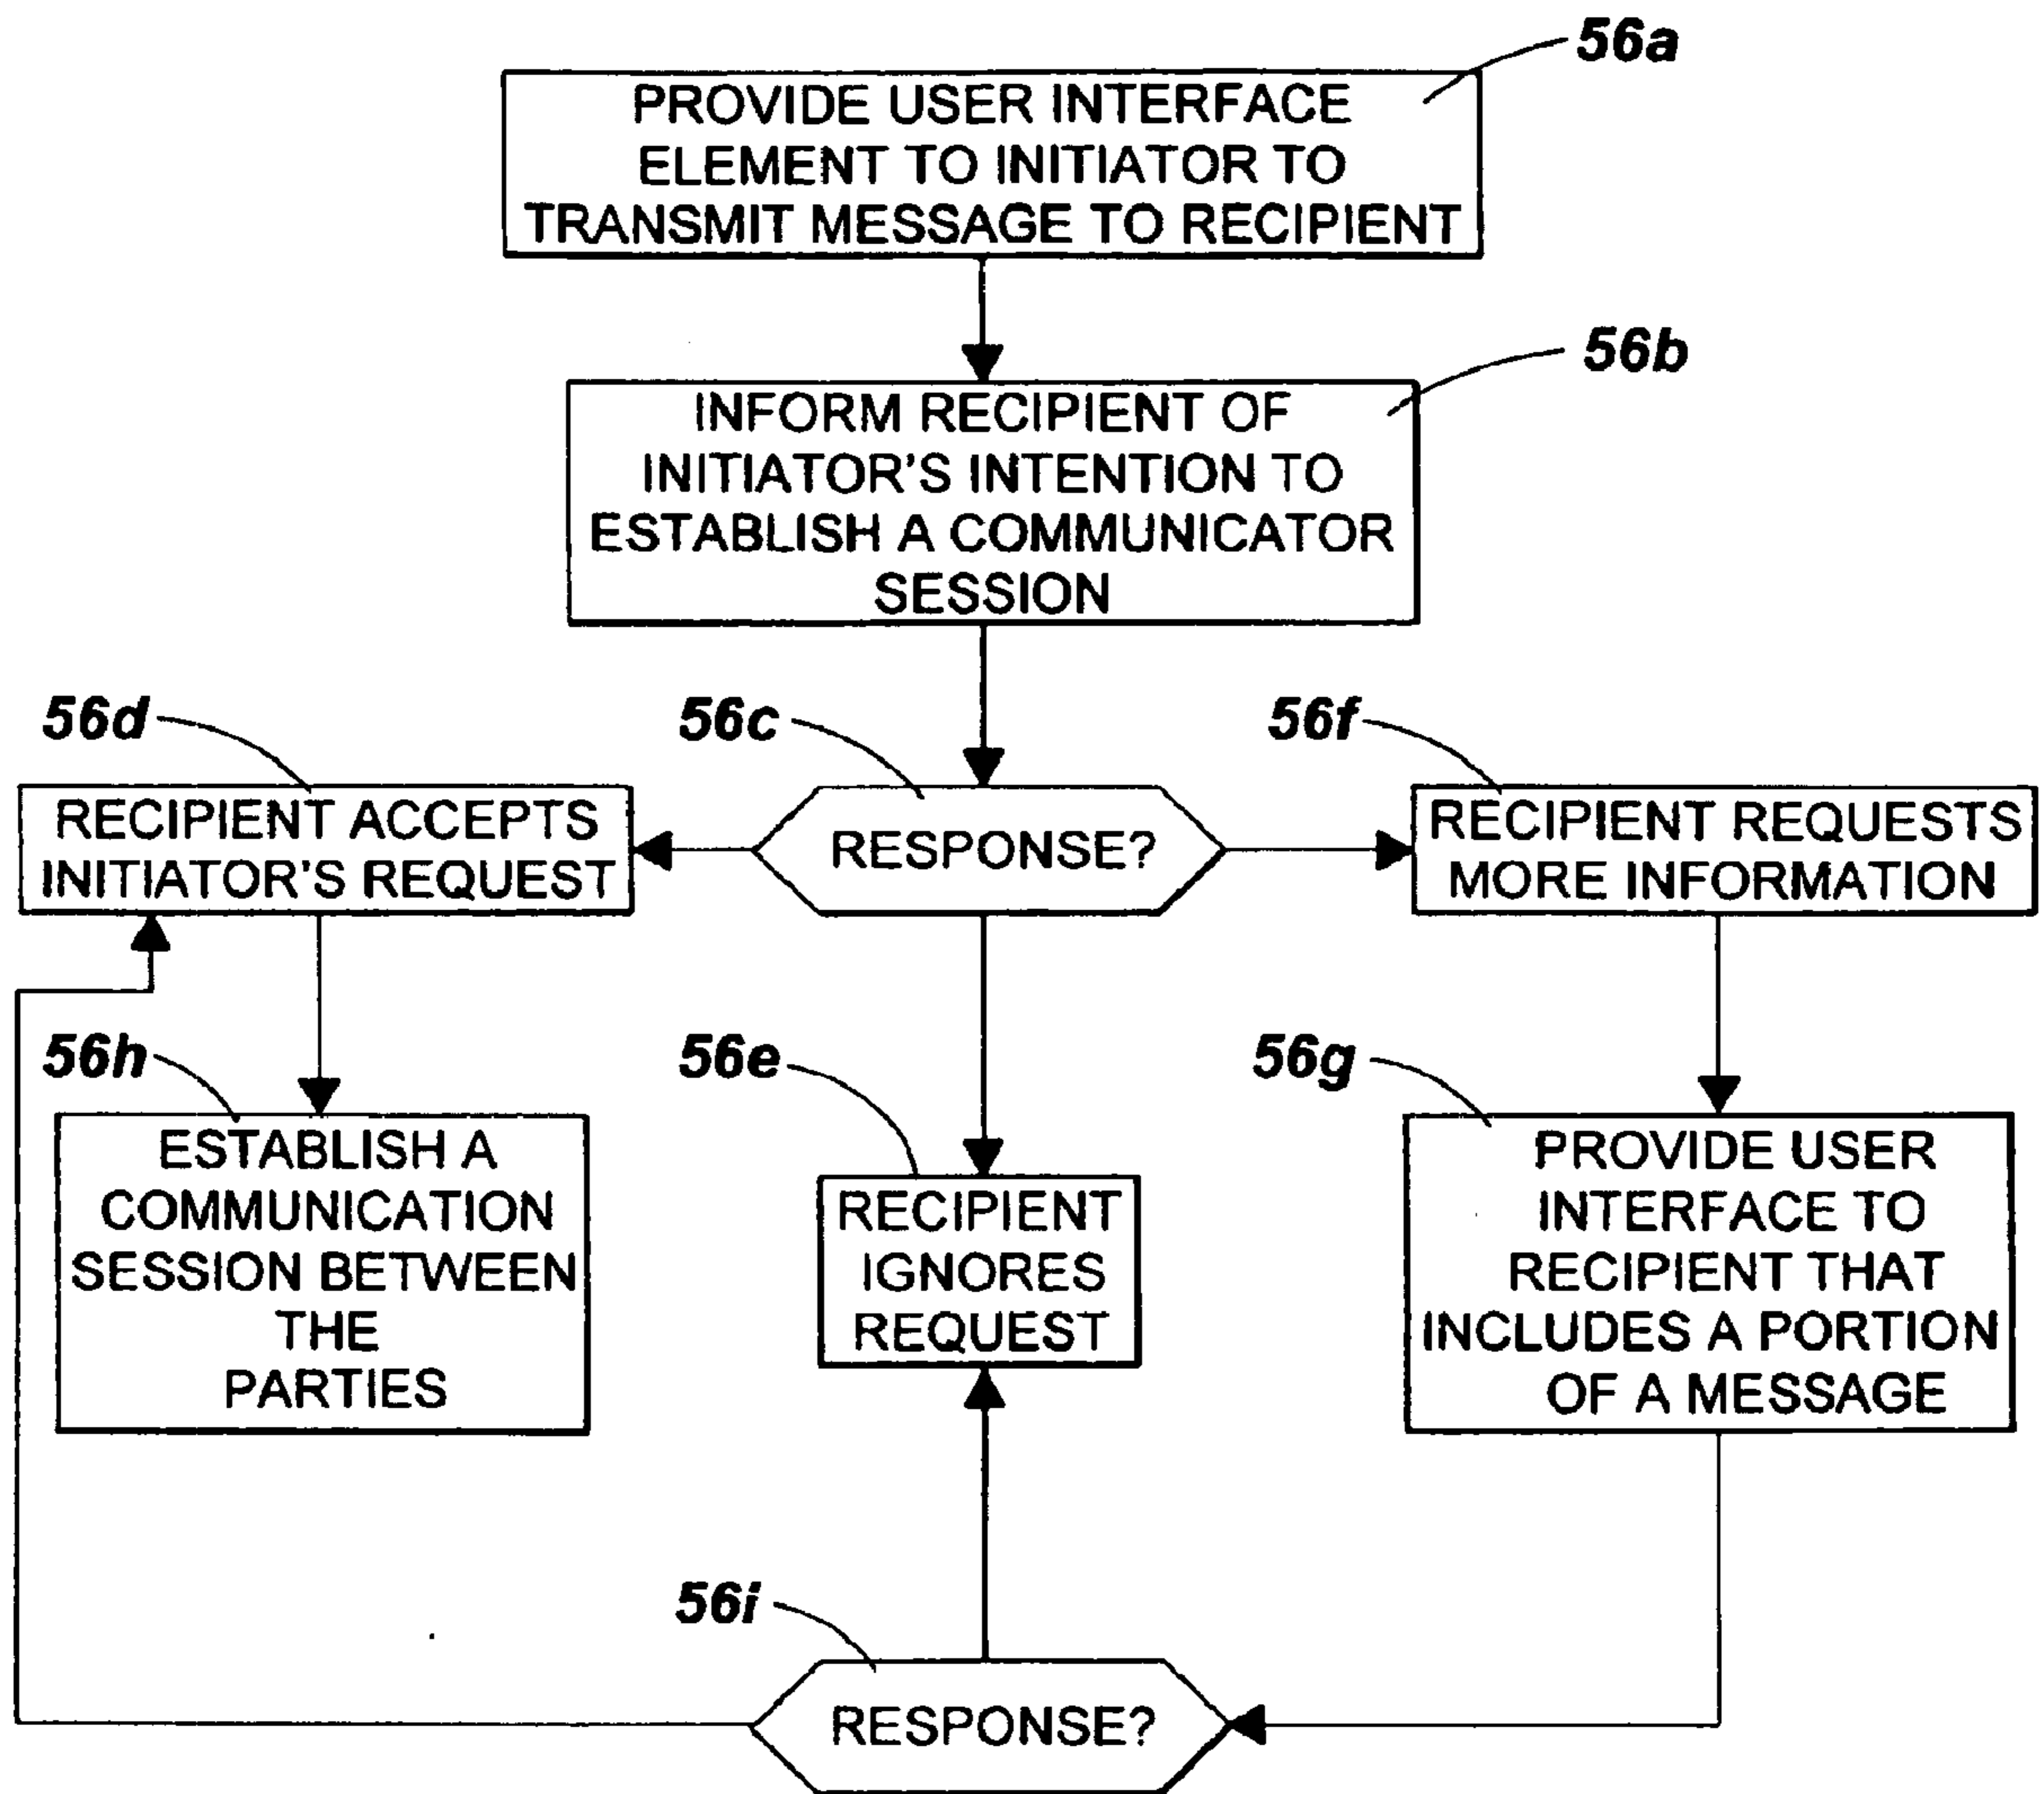 56a
PROVIDE USER INTERFACE
ELEMENT TO INITIATOR TO
TRANSMIT MESSAGE TO RECIPIENT
56b
INFORM RECIPIENT OF
INITIATOR'S INTENTION TO
ESTABLISH A COMMUNICATOR
SESSION
56d
RECIPIENT ACCEPTS
INITIATOR'S REQUEST
56c
RESPONSE?
56f
RECIPIENT REQUESTS
MORE INFORMATION
56h
ESTABLISH A
COMMUNICATION
SESSION BETWEEN
THE
PARTIES
56e
RECIPIENT
IGNORES
REQUEST
56g
PROVIDE USER
INTERFACE TO
RECIPIENT THAT
INCLUDES A PORTION
OF A MESSAGE
56i
RESPONSE?